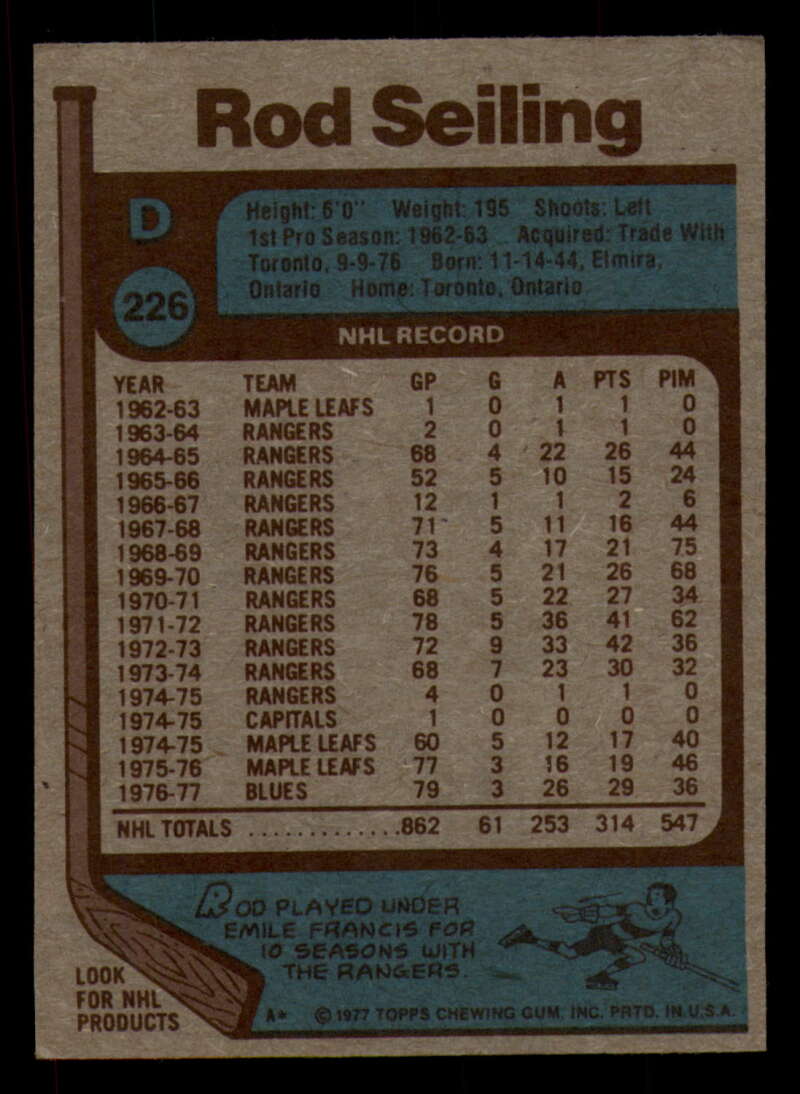 Rod Seiling
D
226
Height: 6'0" Weight: 195 Shoots: Left
1st Pro Season: 1962-63 Acquired: Trade With
Toronto, 9-9-76 Born: 11-14-44, Elmira,
Ontario Home: Toronto, Ontario
NHL RECORD
YEAR TEAM GP G A PTS PIM
1962-63 MAPLE LEAFS 1 0 1 1 0
1963-64 RANGERS 2 0 1 1 0
1964-65 RANGERS 68 4 22 26 44
1965-66 RANGERS 52 5 10 15 24
1966-67 RANGERS 12 1 1 2 6
1967-68 RANGERS 71 5 11 16 44
1968-69 RANGERS 73 4 17 21 75
1969-70 RANGERS 76 5 21 26 68
1970-71 RANGERS 68 5 22 27 34
1971-72 RANGERS 78 5 36 41 62
1972-73 RANGERS 72 9 33 42 36
1973-74 RANGERS 68 7 23 30 32
1974-75 RANGERS 4 0 1 1 0
1974-75 CAPITALS 1 0 0 0 0
1974-75 MAPLE LEAFS 60 5 12 17 40
1975-76 MAPLE LEAFS 77 3 16 19 46
1976-77 BLUES 79 3 26 29 36
NHL TOTALS .............862 61 253 314 547
ROD PLAYED UNDER
EMILE FRANCIS FOR
10 SEASONS WITH
THE RANGERS.
LOOK
FOR NHL
PRODUCTS
A* © 1977 TOPPS CHEWING GUM, INC. PRTD. IN U.S.A.